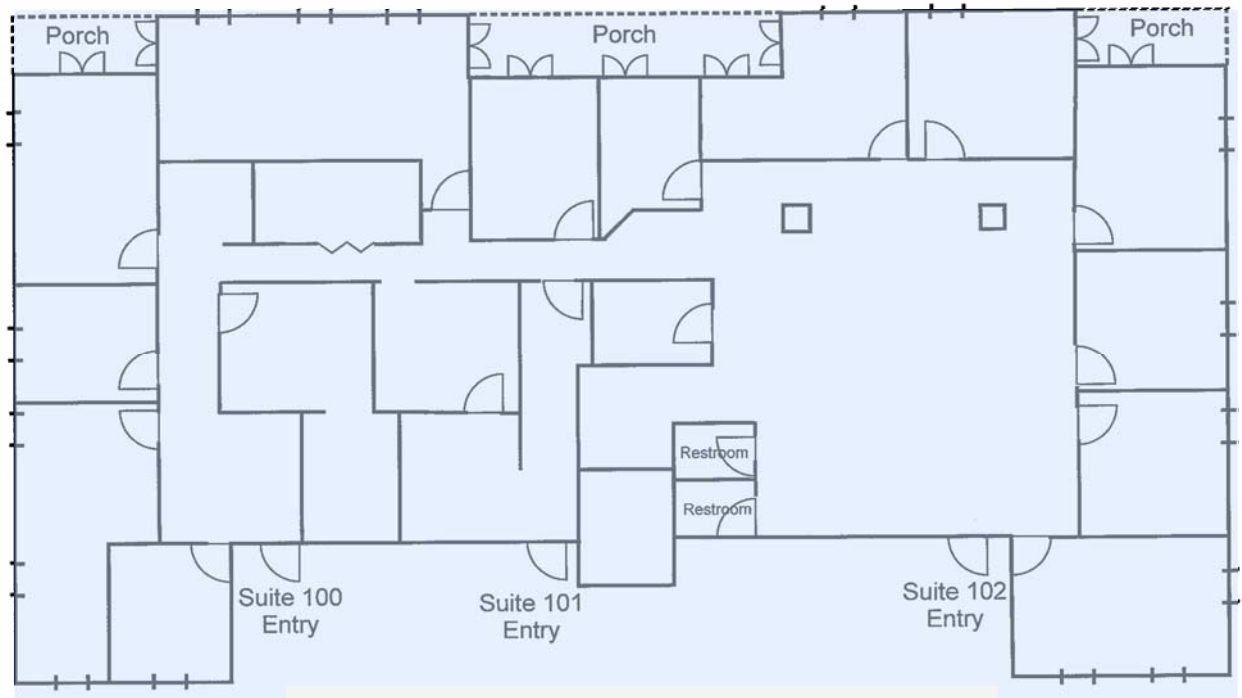 Porch
Porch
Porch
Restroom
Restroom
Suite 100
Entry
Suite 101
Entry
Suite 102
Entry